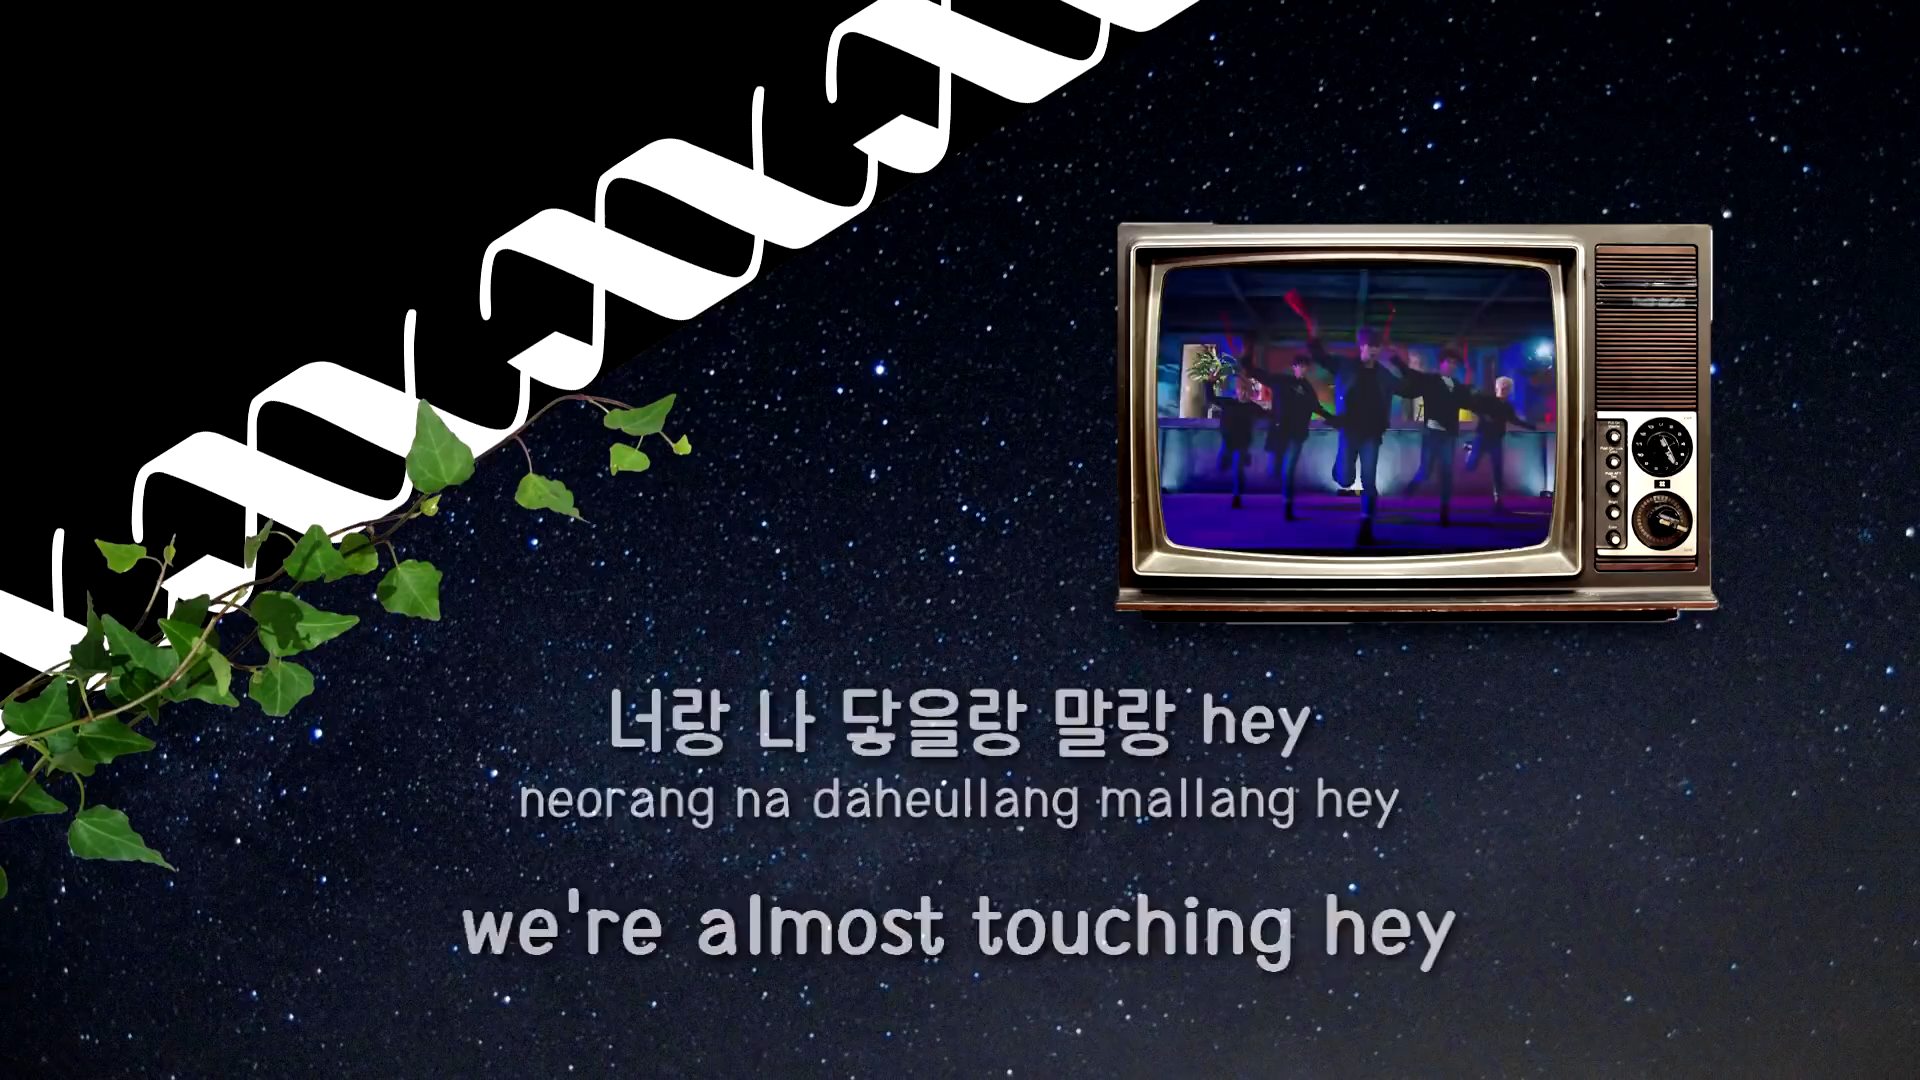 너랑 나 닿을랑 말랑 hey
neorang na daheullang mallang hey
we're almost touching hey